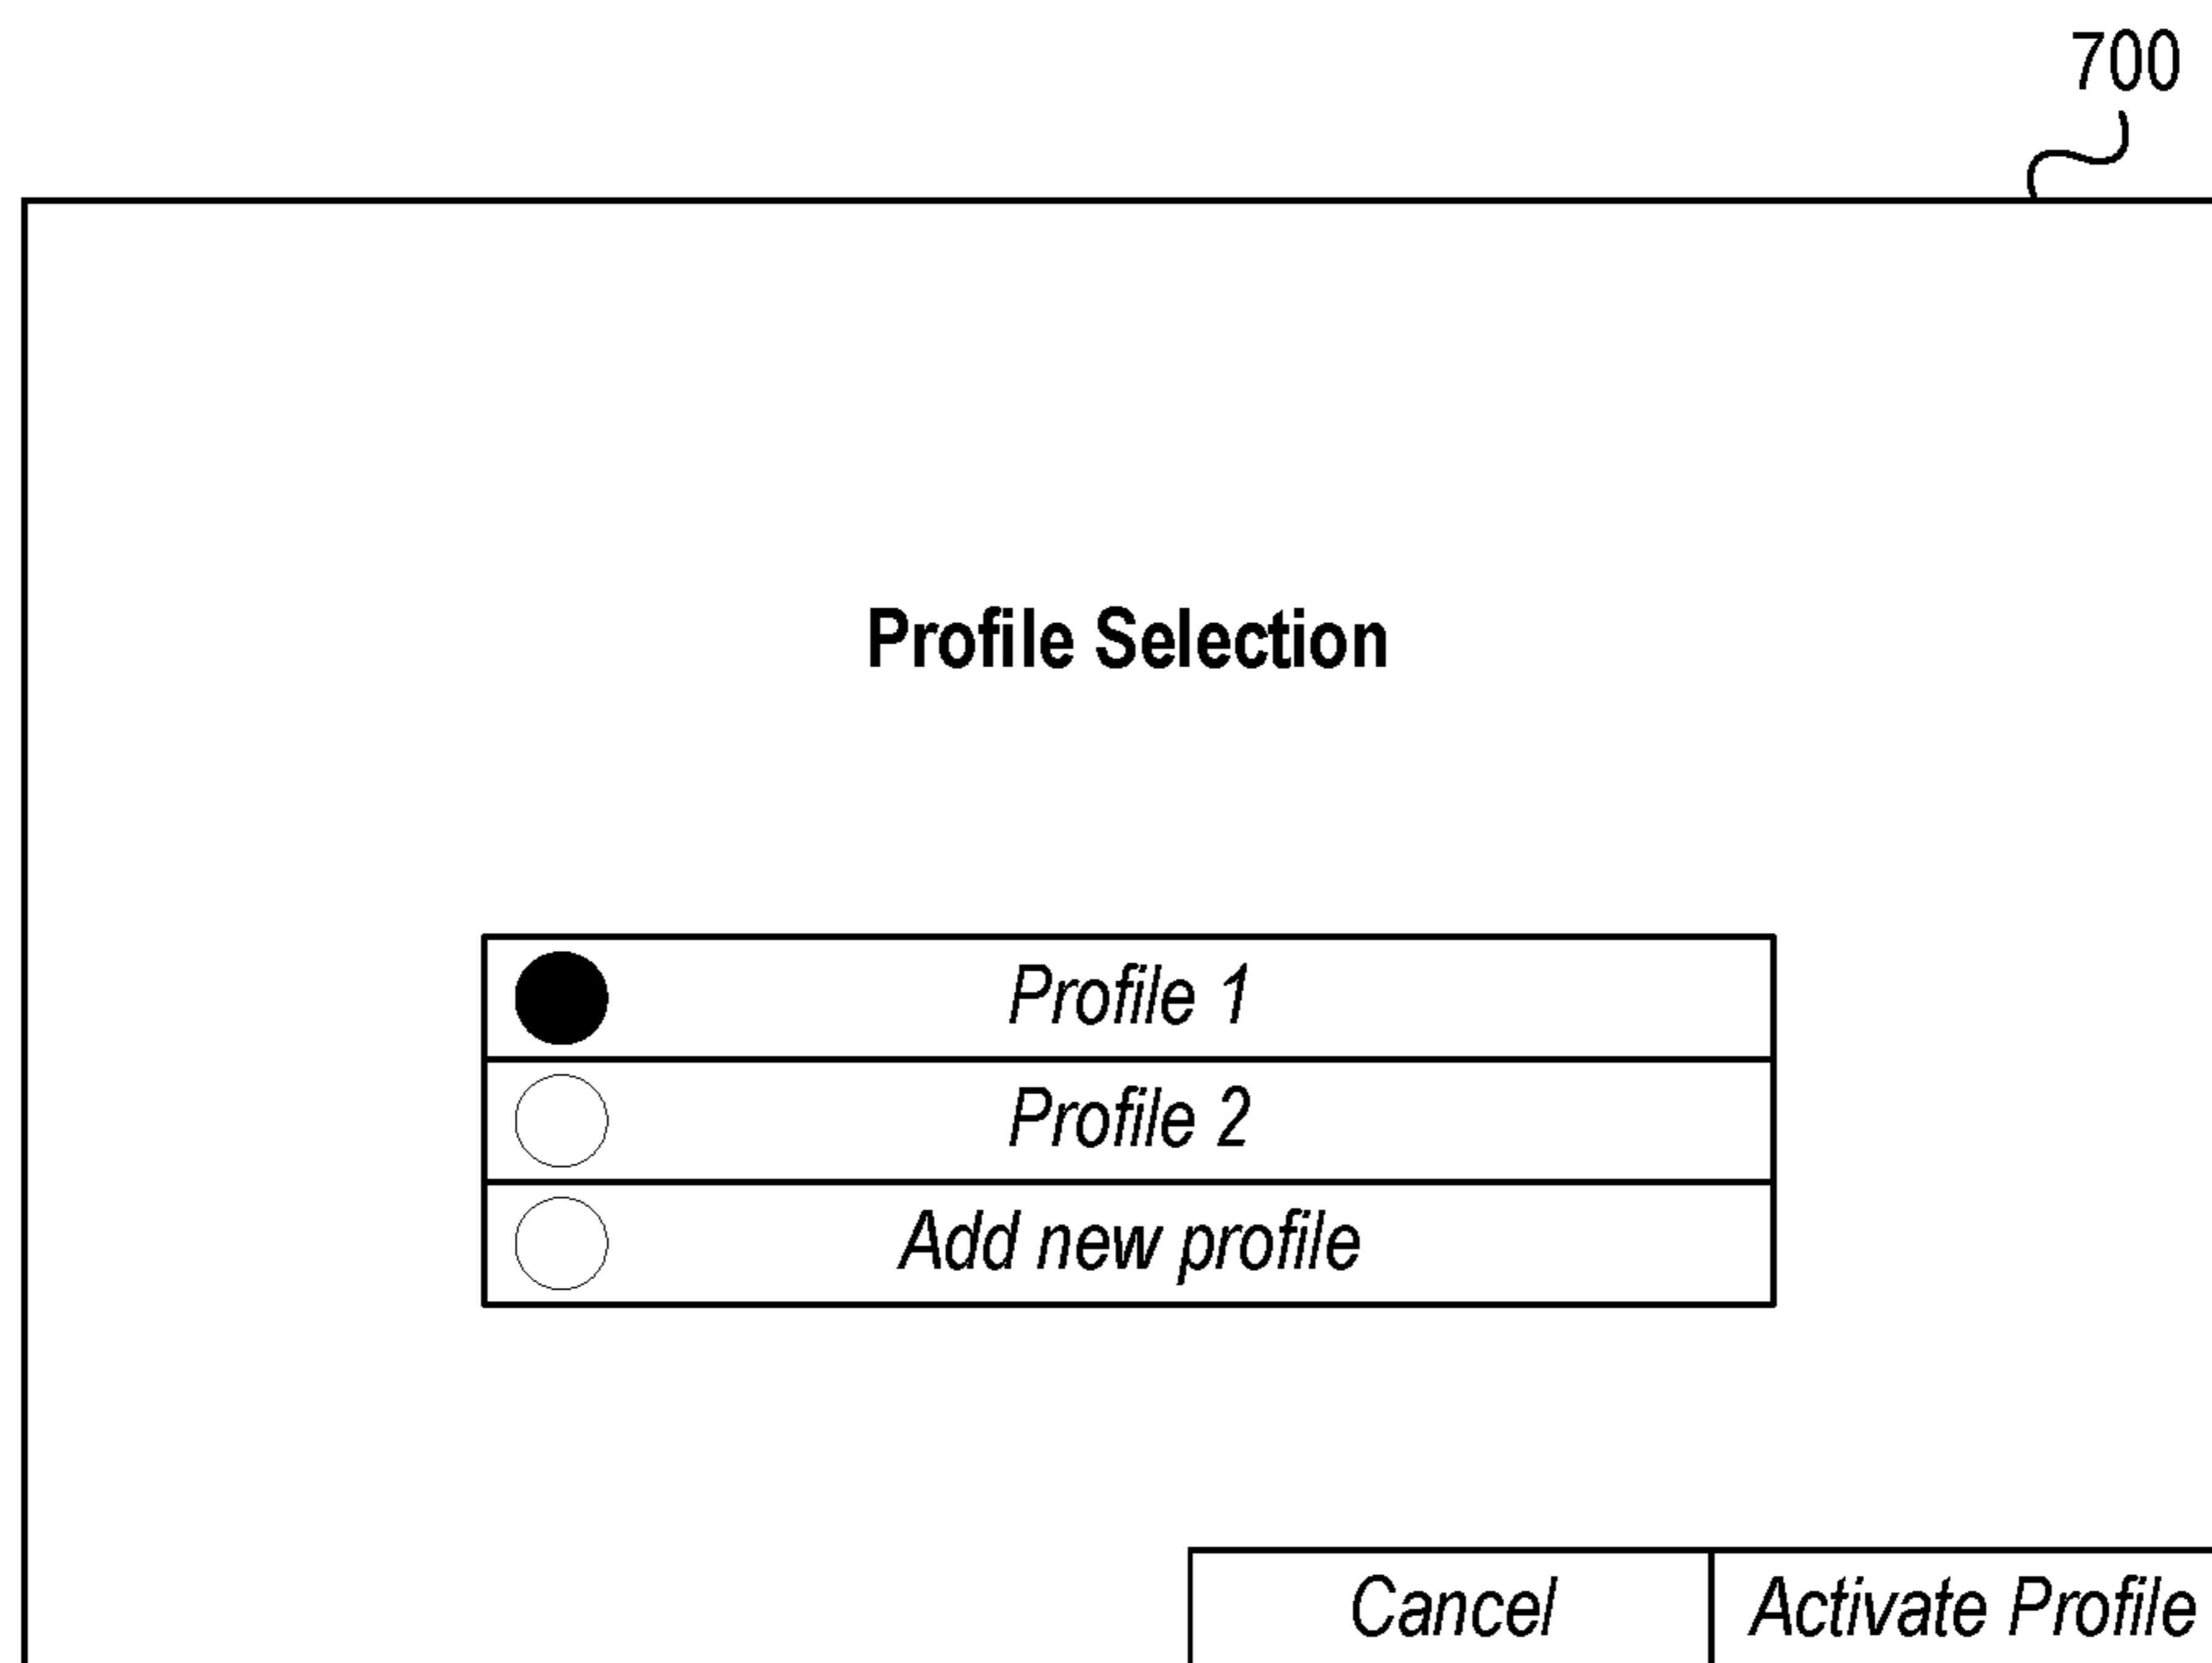 700
Profile Selection
Profile 1
Profile 2
Add new profile
Cancel
Activate Profile